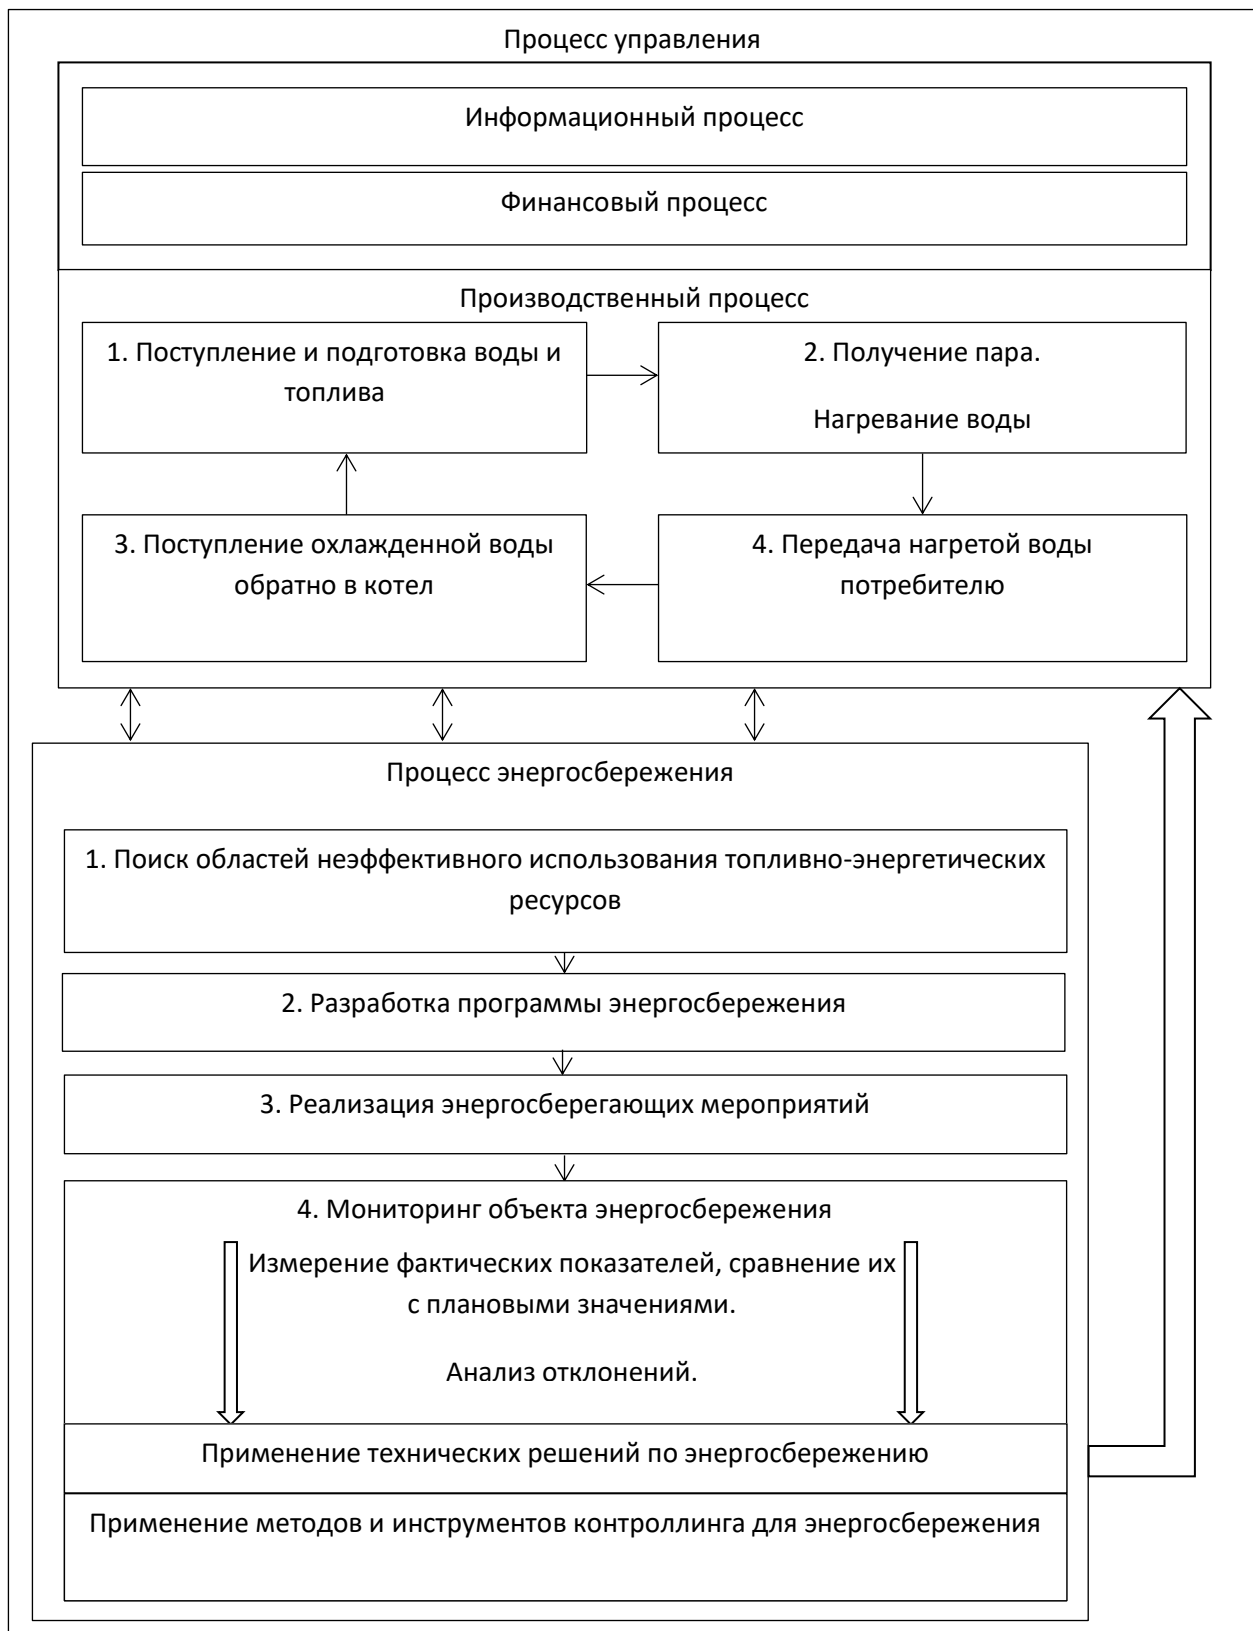 Процесс управления
Информационный процесс
Финансовый процесс
Производственный процесс
1. Поступление и подготовка воды и
топлива
2. Получение пара.
Нагревание воды
3. Поступление охлажденной воды
обратно в котел
4. Передача нагретой воды
потребителю
Процесс энергосбережения
1. Поиск областей неэффективного использования топливно-энергетических
ресурсов
2. Разработка программы энергосбережения
3. Реализация энергосберегающих мероприятий
4. Мониторинг объекта энергосбережения
Измерение фактических показателей, сравнение их
с плановыми значениями.
Анализ отклонений.
Применение технических решений по энергосбережению
Применение методов и инструментов контроллинга для энергосбережения